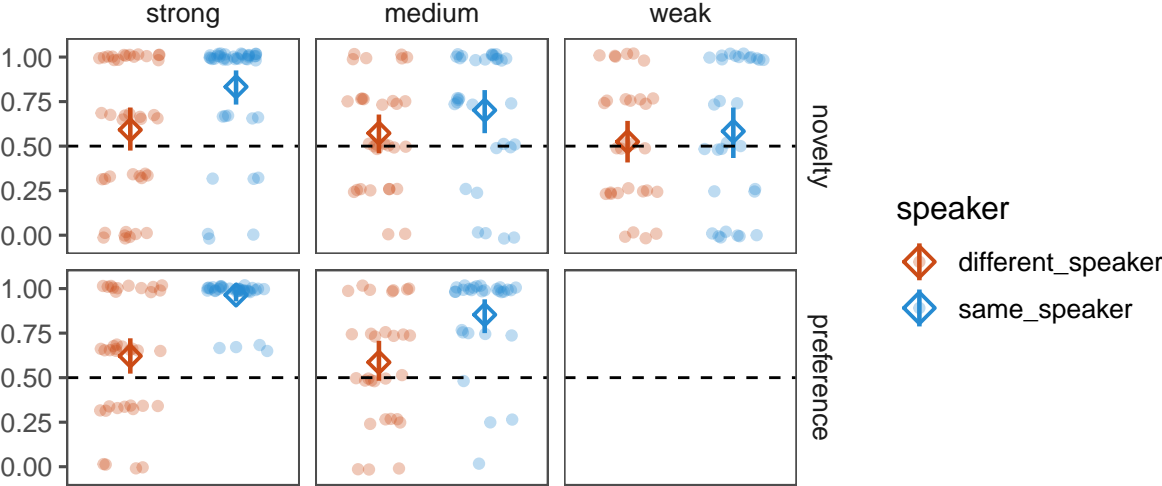 strong medium weak
1.00
0.75
0.50
0.25
0.00
novelty
1.00
0.75
0.50
0.25
0.00
preference
speaker
different_speaker
same_speaker